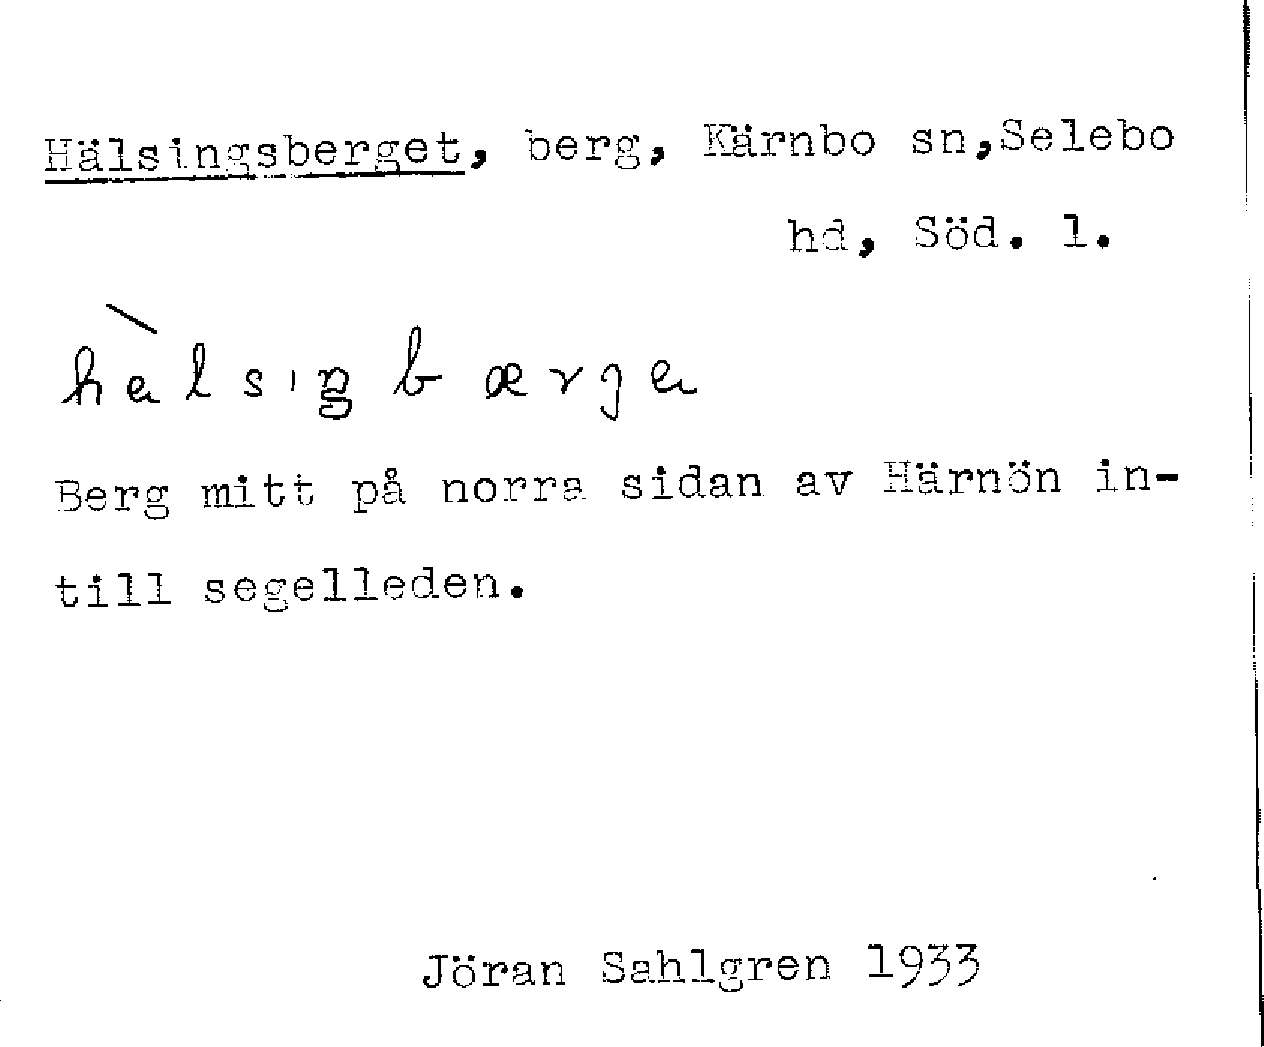 Hälsingsberget, berg, Kärnbo sn,Selebo
hd, Söd. l.
Berg mitt på norra sidan av Härnön in-
till segelleden.
Jöran Sahlgren 1933